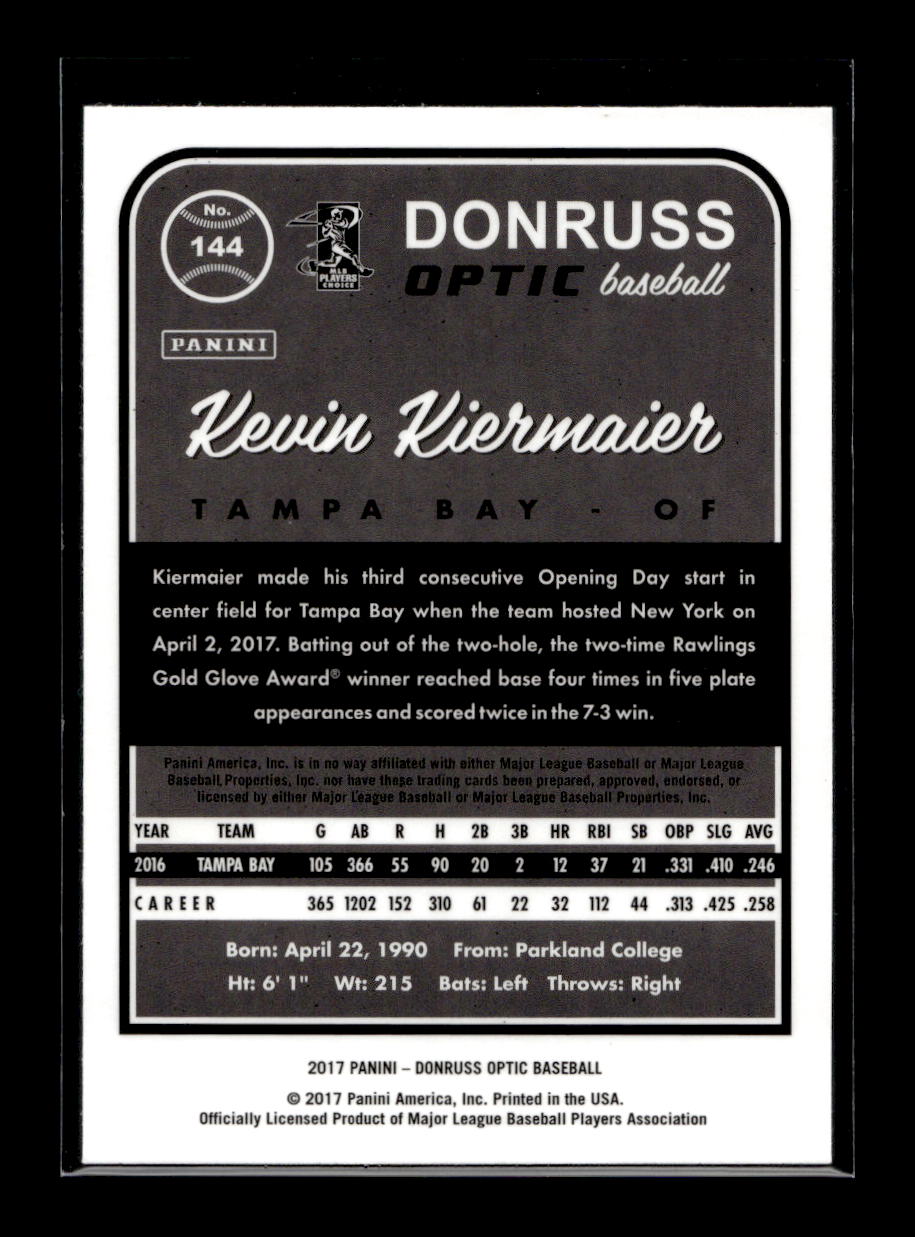 No.
144
MLB
PLAYERS
CHOICE
DONRUSS
OPTIC baseball
PANINI
Kevin Kiermaier
TAMPA BAY - OF
Kiermaier made his third consecutive Opening Day start in
center field for Tampa Bay when the team hosted New York on
April 2, 2017. Batting out of the two-hole, the two-time Rawlings
Gold Glove Award® winner reached base four times in five plate
appearances and scored twice in the 7-3 win.
Panini America, Inc. is in no way affiliated with either Major League Baseball or Major League
Baseball Properties, Inc. nor have these trading cards been prepared, approved, endorsed, or
licensed by either Major League Baseball or Major League Baseball Properties, Inc.
YEAR TEAM G AB R H 2B 3B HR RBI SB OBP SLG AVG
2016 TAMPA BAY 105 366 55 90 20 2 12 37 21 .331 .410 .246
CAREER 365 1202 152 310 61 22 32 112 44 .313 .425 .258
Born: April 22, 1990 From: Parkland College
Ht: 6' 1" Wt: 215 Bats: Left Throws: Right
2017 PANINI – DONRUSS OPTIC BASEBALL
© 2017 Panini America, Inc. Printed in the USA.
Officially Licensed Product of Major League Baseball Players Association